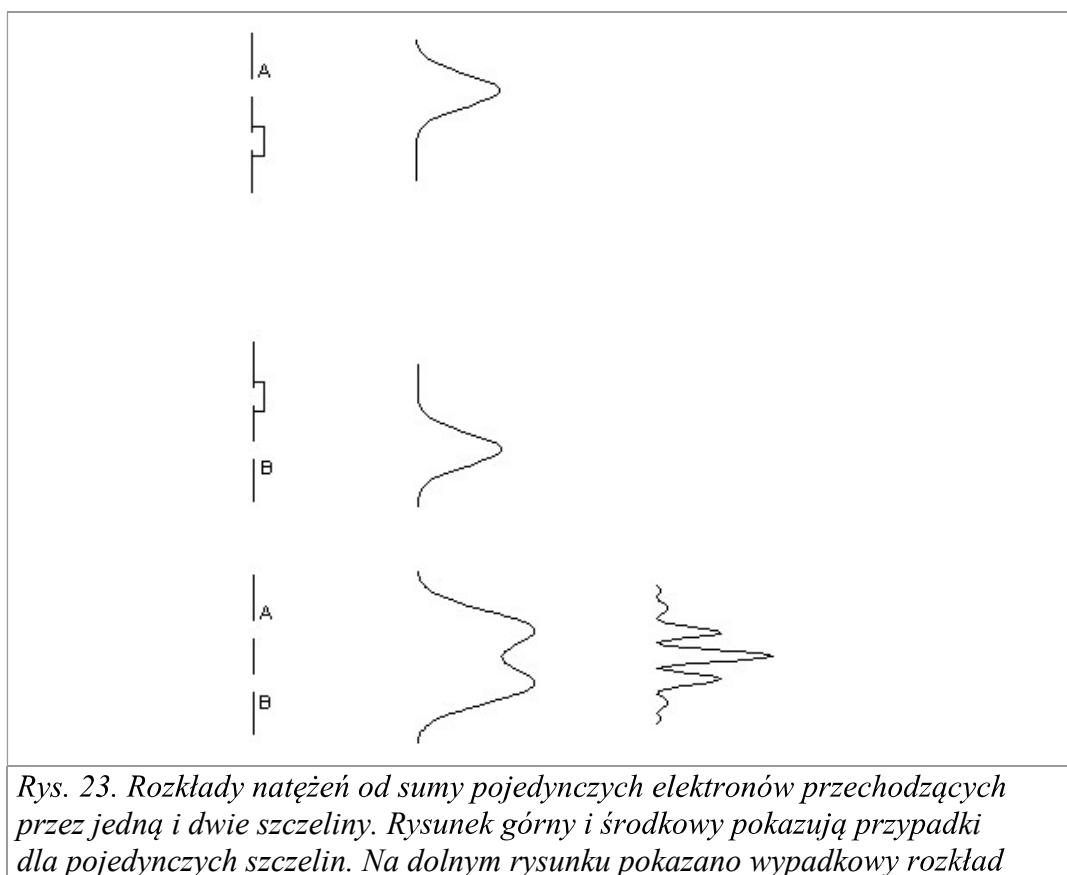 A
B
A
B
Rys. 23. Rozkłady natężeń od sumy pojedynczych elektronów przechodzących
przez jedną i dwie szczeliny. Rysunek górny i środkowy pokazują przypadki
dla pojedynczych szczelin. Na dolnym rysunku pokazano wypadkowy rozkład